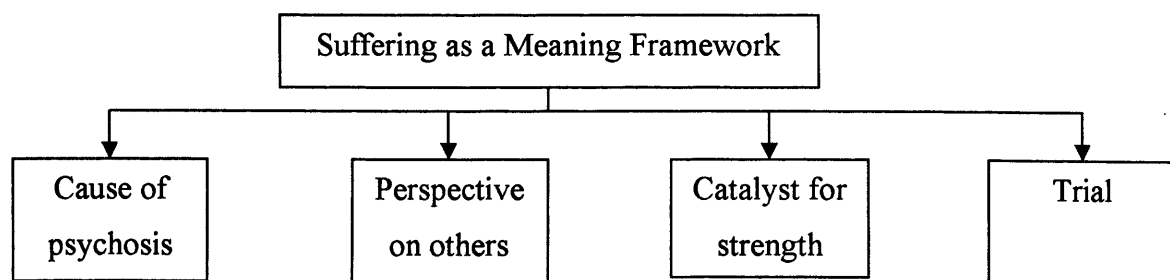 Suffering as a Meaning Framework
Cause of
psychosis
Perspective
on others
Catalyst for
strength
Trial